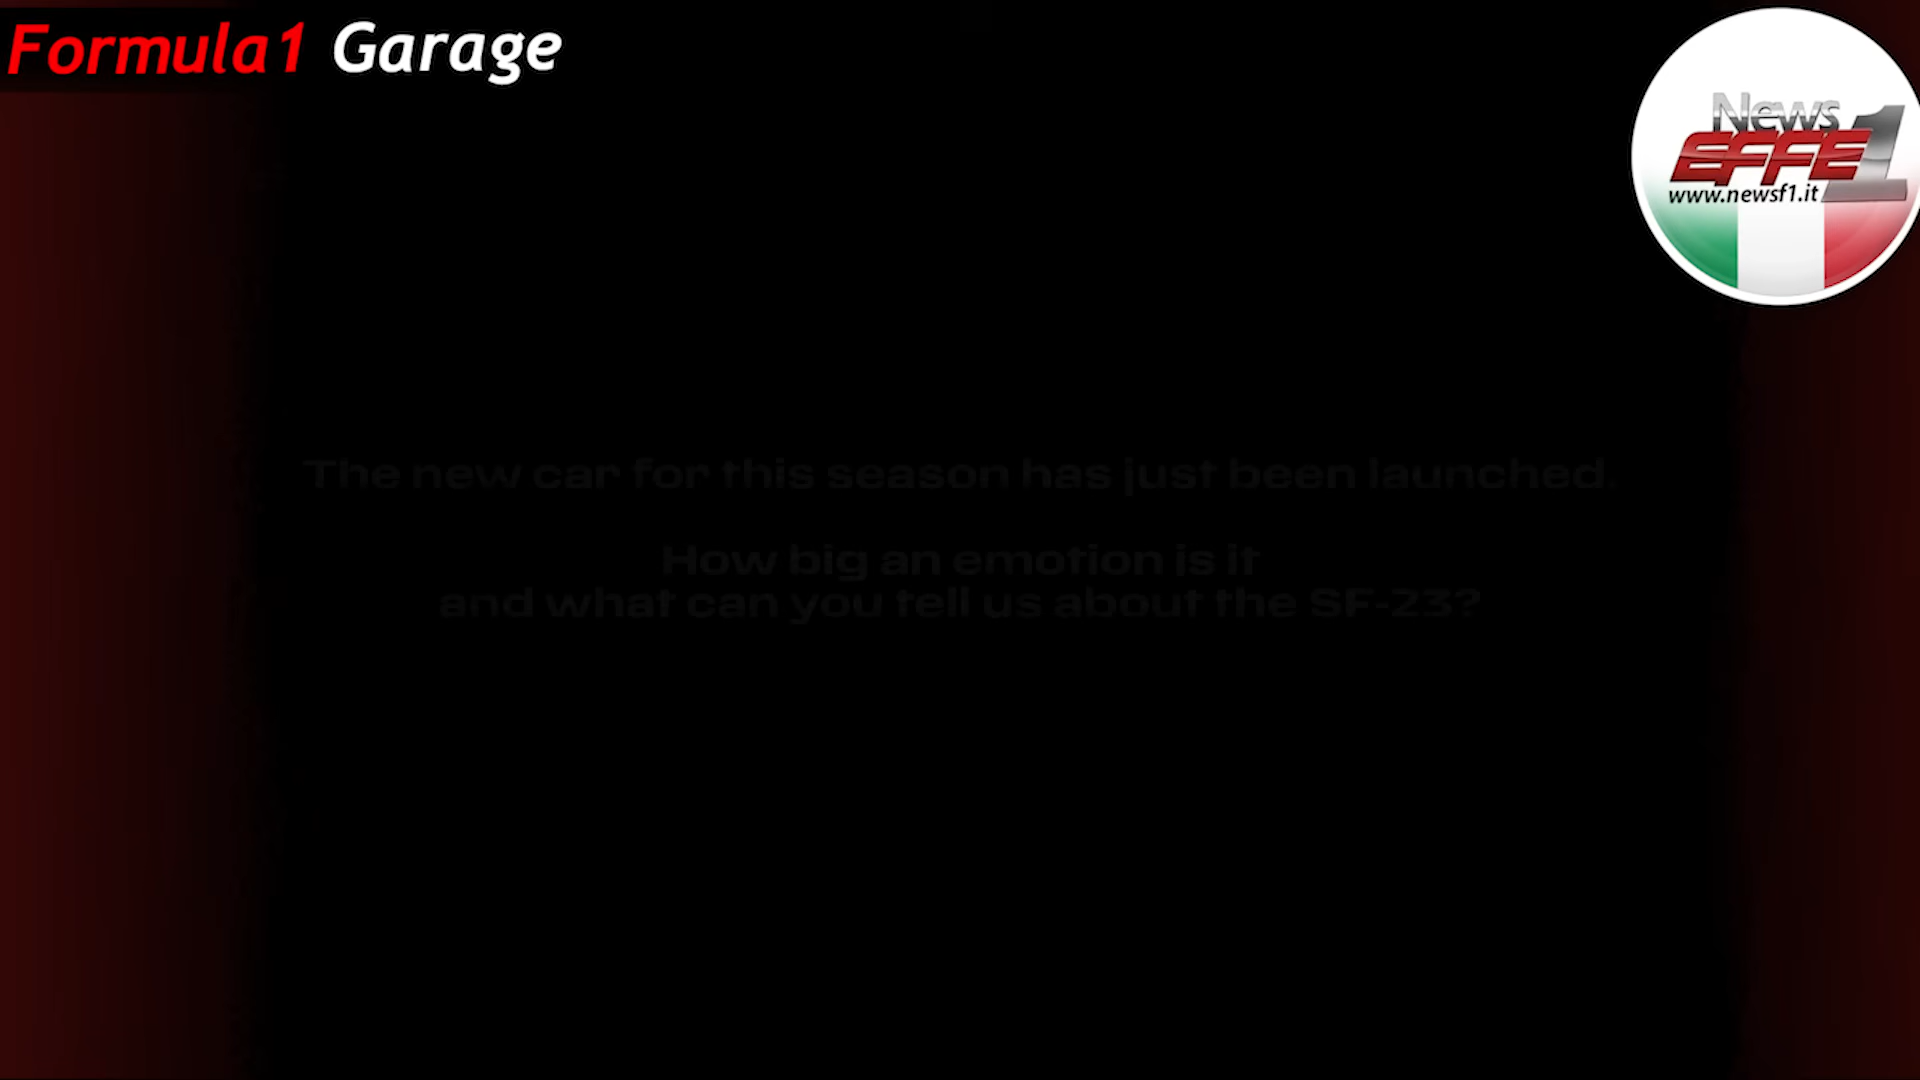 Formula1 Garage
News
EFFE1
www.newsf1.it
The new car for this season has just been launched.
How big an emotion is it
and what can you tell us about the SF-23?